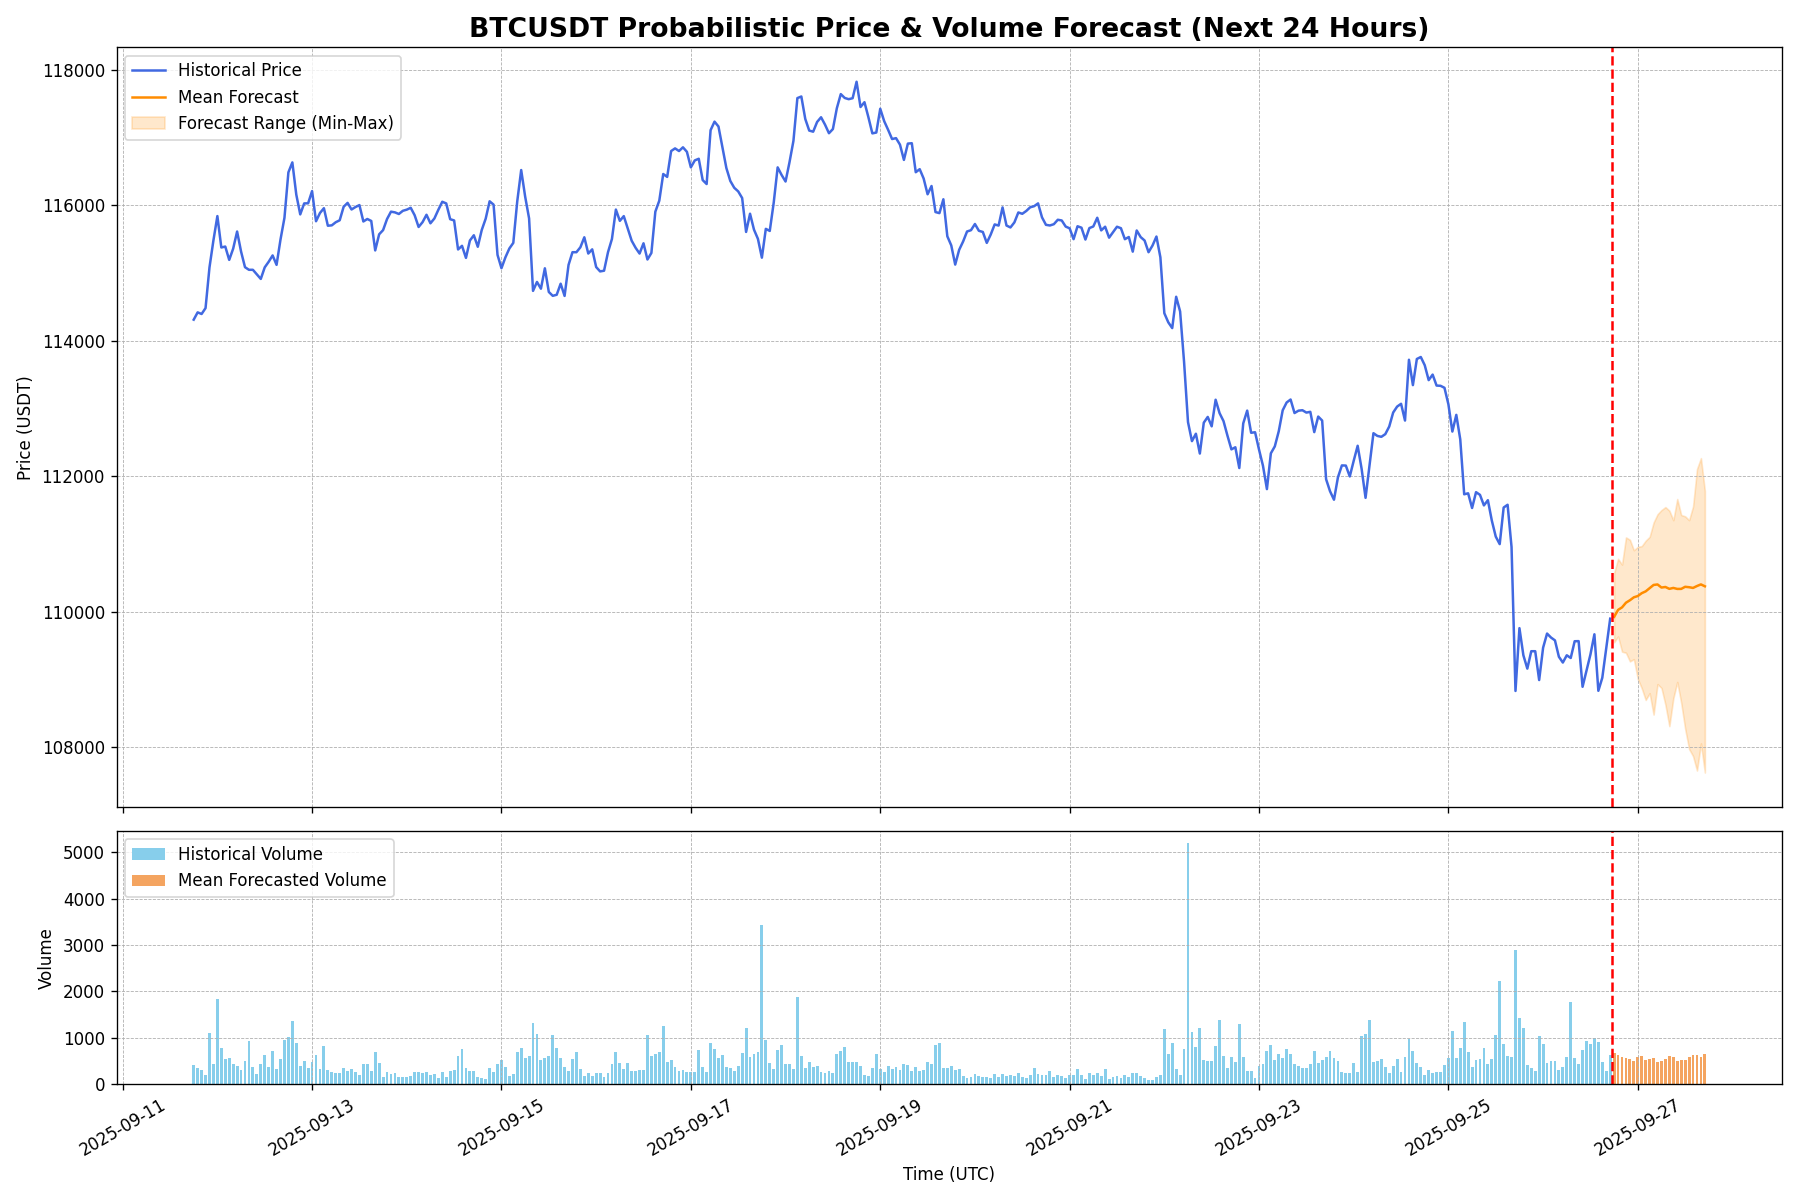 BTCUSDT Probabilistic Price & Volume Forecast (Next 24 Hours)
Historical Price
Mean Forecast
Forecast Range (Min-Max)
118000
116000
114000
112000
110000
108000
Price (USDT)
Historical Volume
Mean Forecasted Volume
5000
4000
3000
2000
1000
0
Volume
2025-09-11
2025-09-13
2025-09-15
2025-09-17
2025-09-19
2025-09-21
2025-09-23
2025-09-25
2025-09-27
Time (UTC)